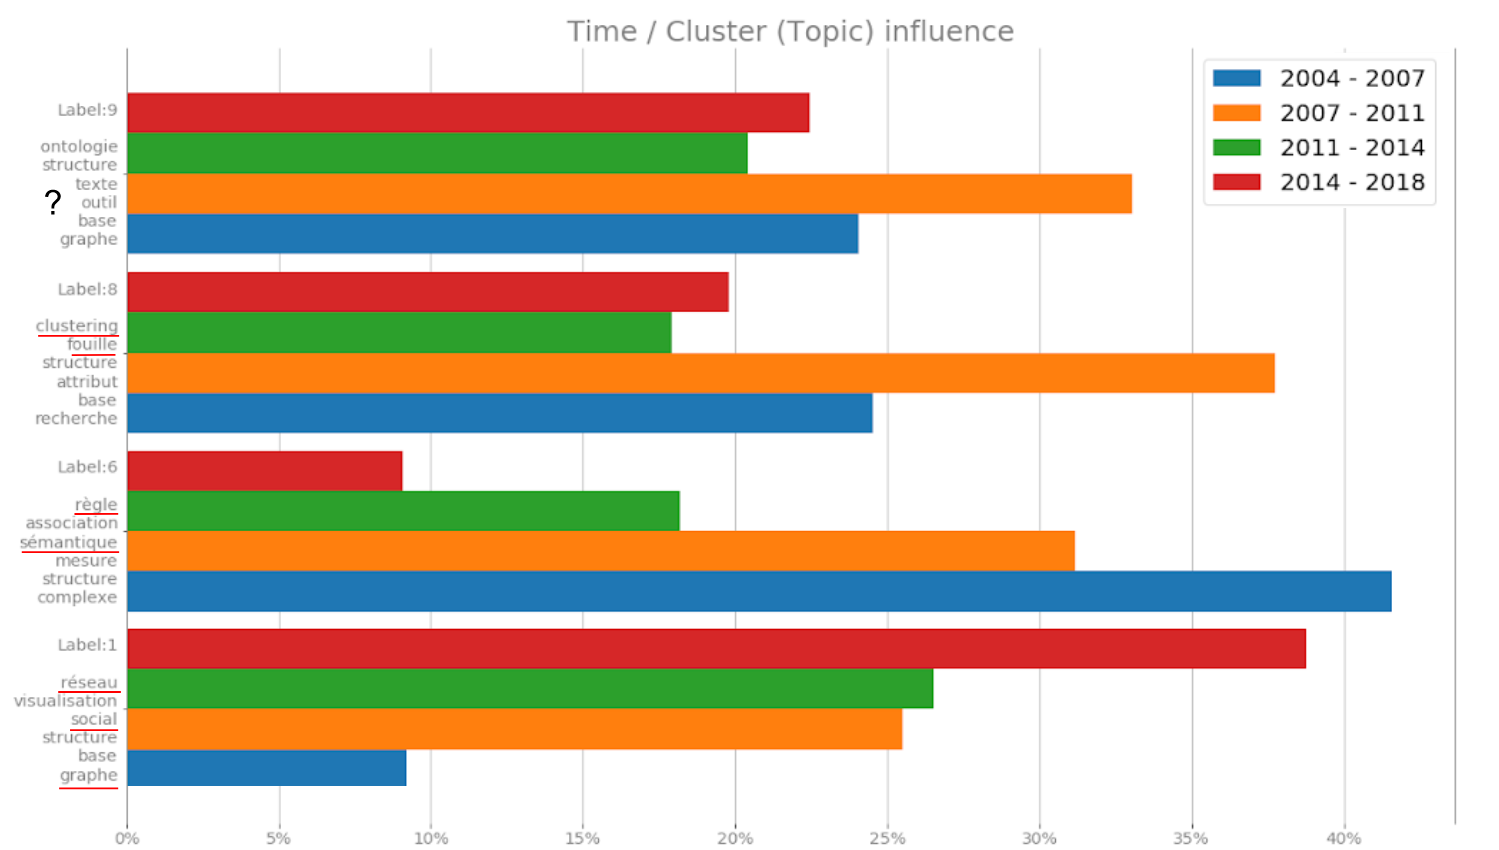 Time / Cluster (Topic) influence
2004 - 2007
2007 - 2011
2011 - 2014
2014 - 2018
Label:9
ontologie
structure
texte
?
outil
base
graphe
Label:8
clustering
fouille
structure
attribut
base
recherche
Label:6
règle
association
sémantique
mesure
structure
complexe
Label:1
réseau
visualisation
social
structure
base
graphe
0%
5%
10%
15%
20%
25%
30%
35%
40%